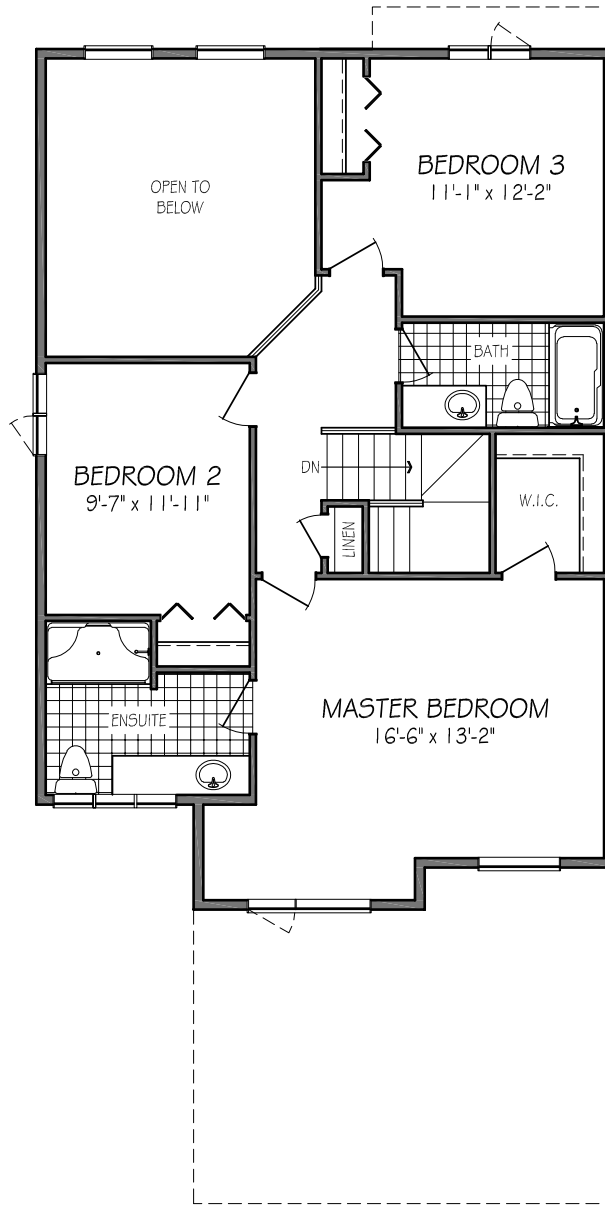 BEDROOM 3
11'-1" x 12'-2"
OPEN TO
BELOW
BATH
BEDROOM 2
9'-7" x 11'-11"
DN
W.I.C.
LINEN
MASTER BEDROOM
16'-6" x 13'-2"
ENSUITE